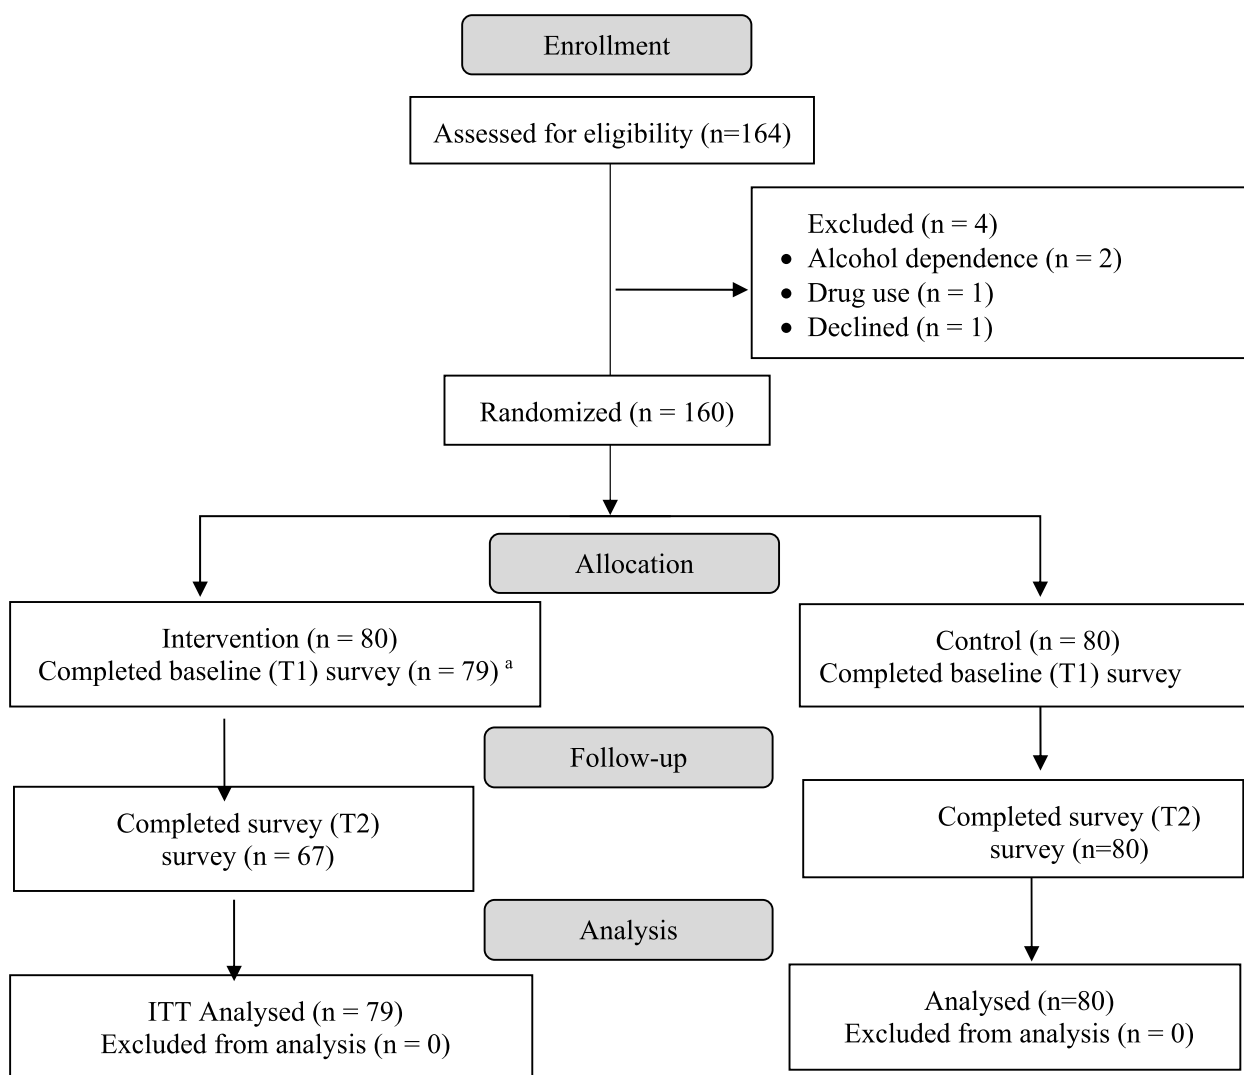 Enrollment
Assessed for eligibility (n=164)
Excluded (n = 4)
• Alcohol dependence (n = 2)
• Drug use (n = 1)
• Declined (n = 1)
Randomized (n = 160)
Allocation
Intervention (n = 80)
Completed baseline (T1) survey (n = 79) a
Control (n = 80)
Completed baseline (T1) survey
Follow-up
Completed survey (T2)
survey (n = 67)
Completed survey (T2)
survey (n=80)
Analysis
ITT Analysed (n = 79)
Excluded from analysis (n = 0)
Analysed (n=80)
Excluded from analysis (n = 0)